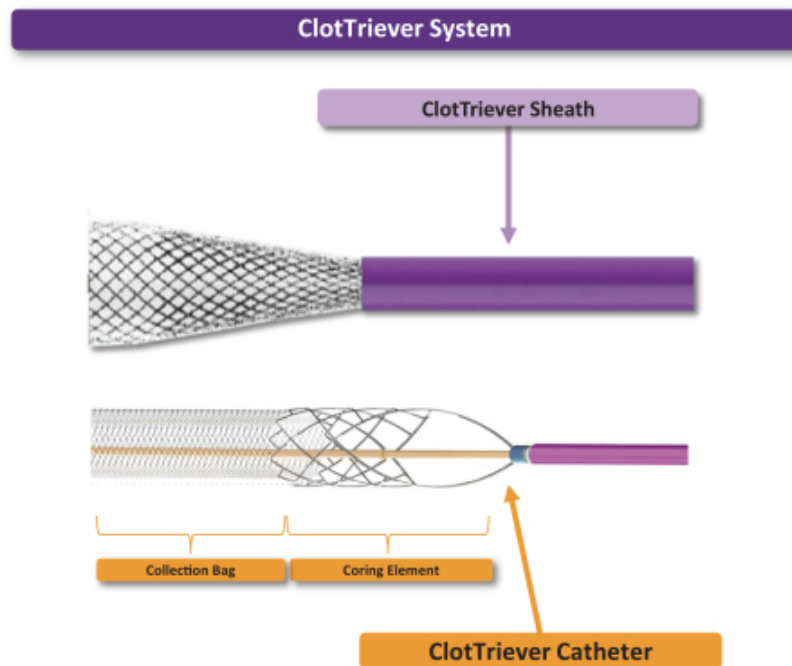 ClotTriever System
ClotTriever Sheath
Collection Bag
Coring Element
ClotTriever Catheter